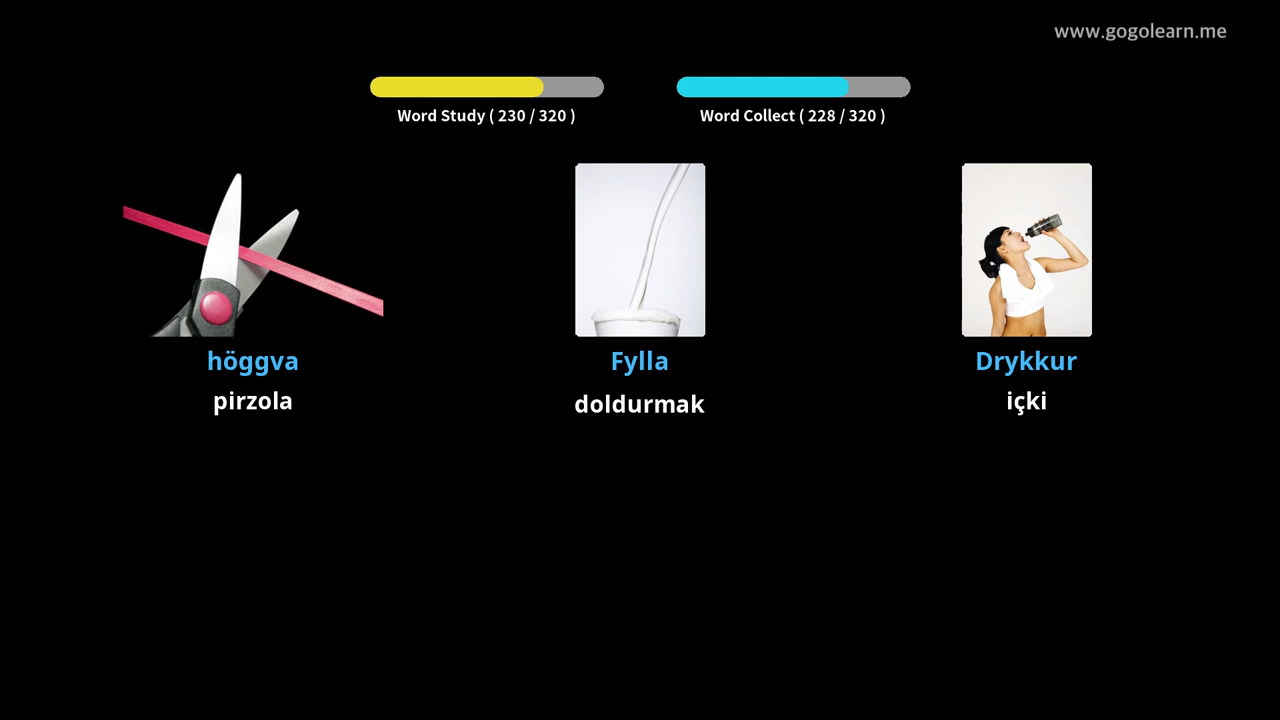 www.gogolearn.me
Word Study ( 230 / 320 )
Word Collect ( 228 / 320 )
höggva
Fylla
Drykkur
pirzola
doldurmak
içki